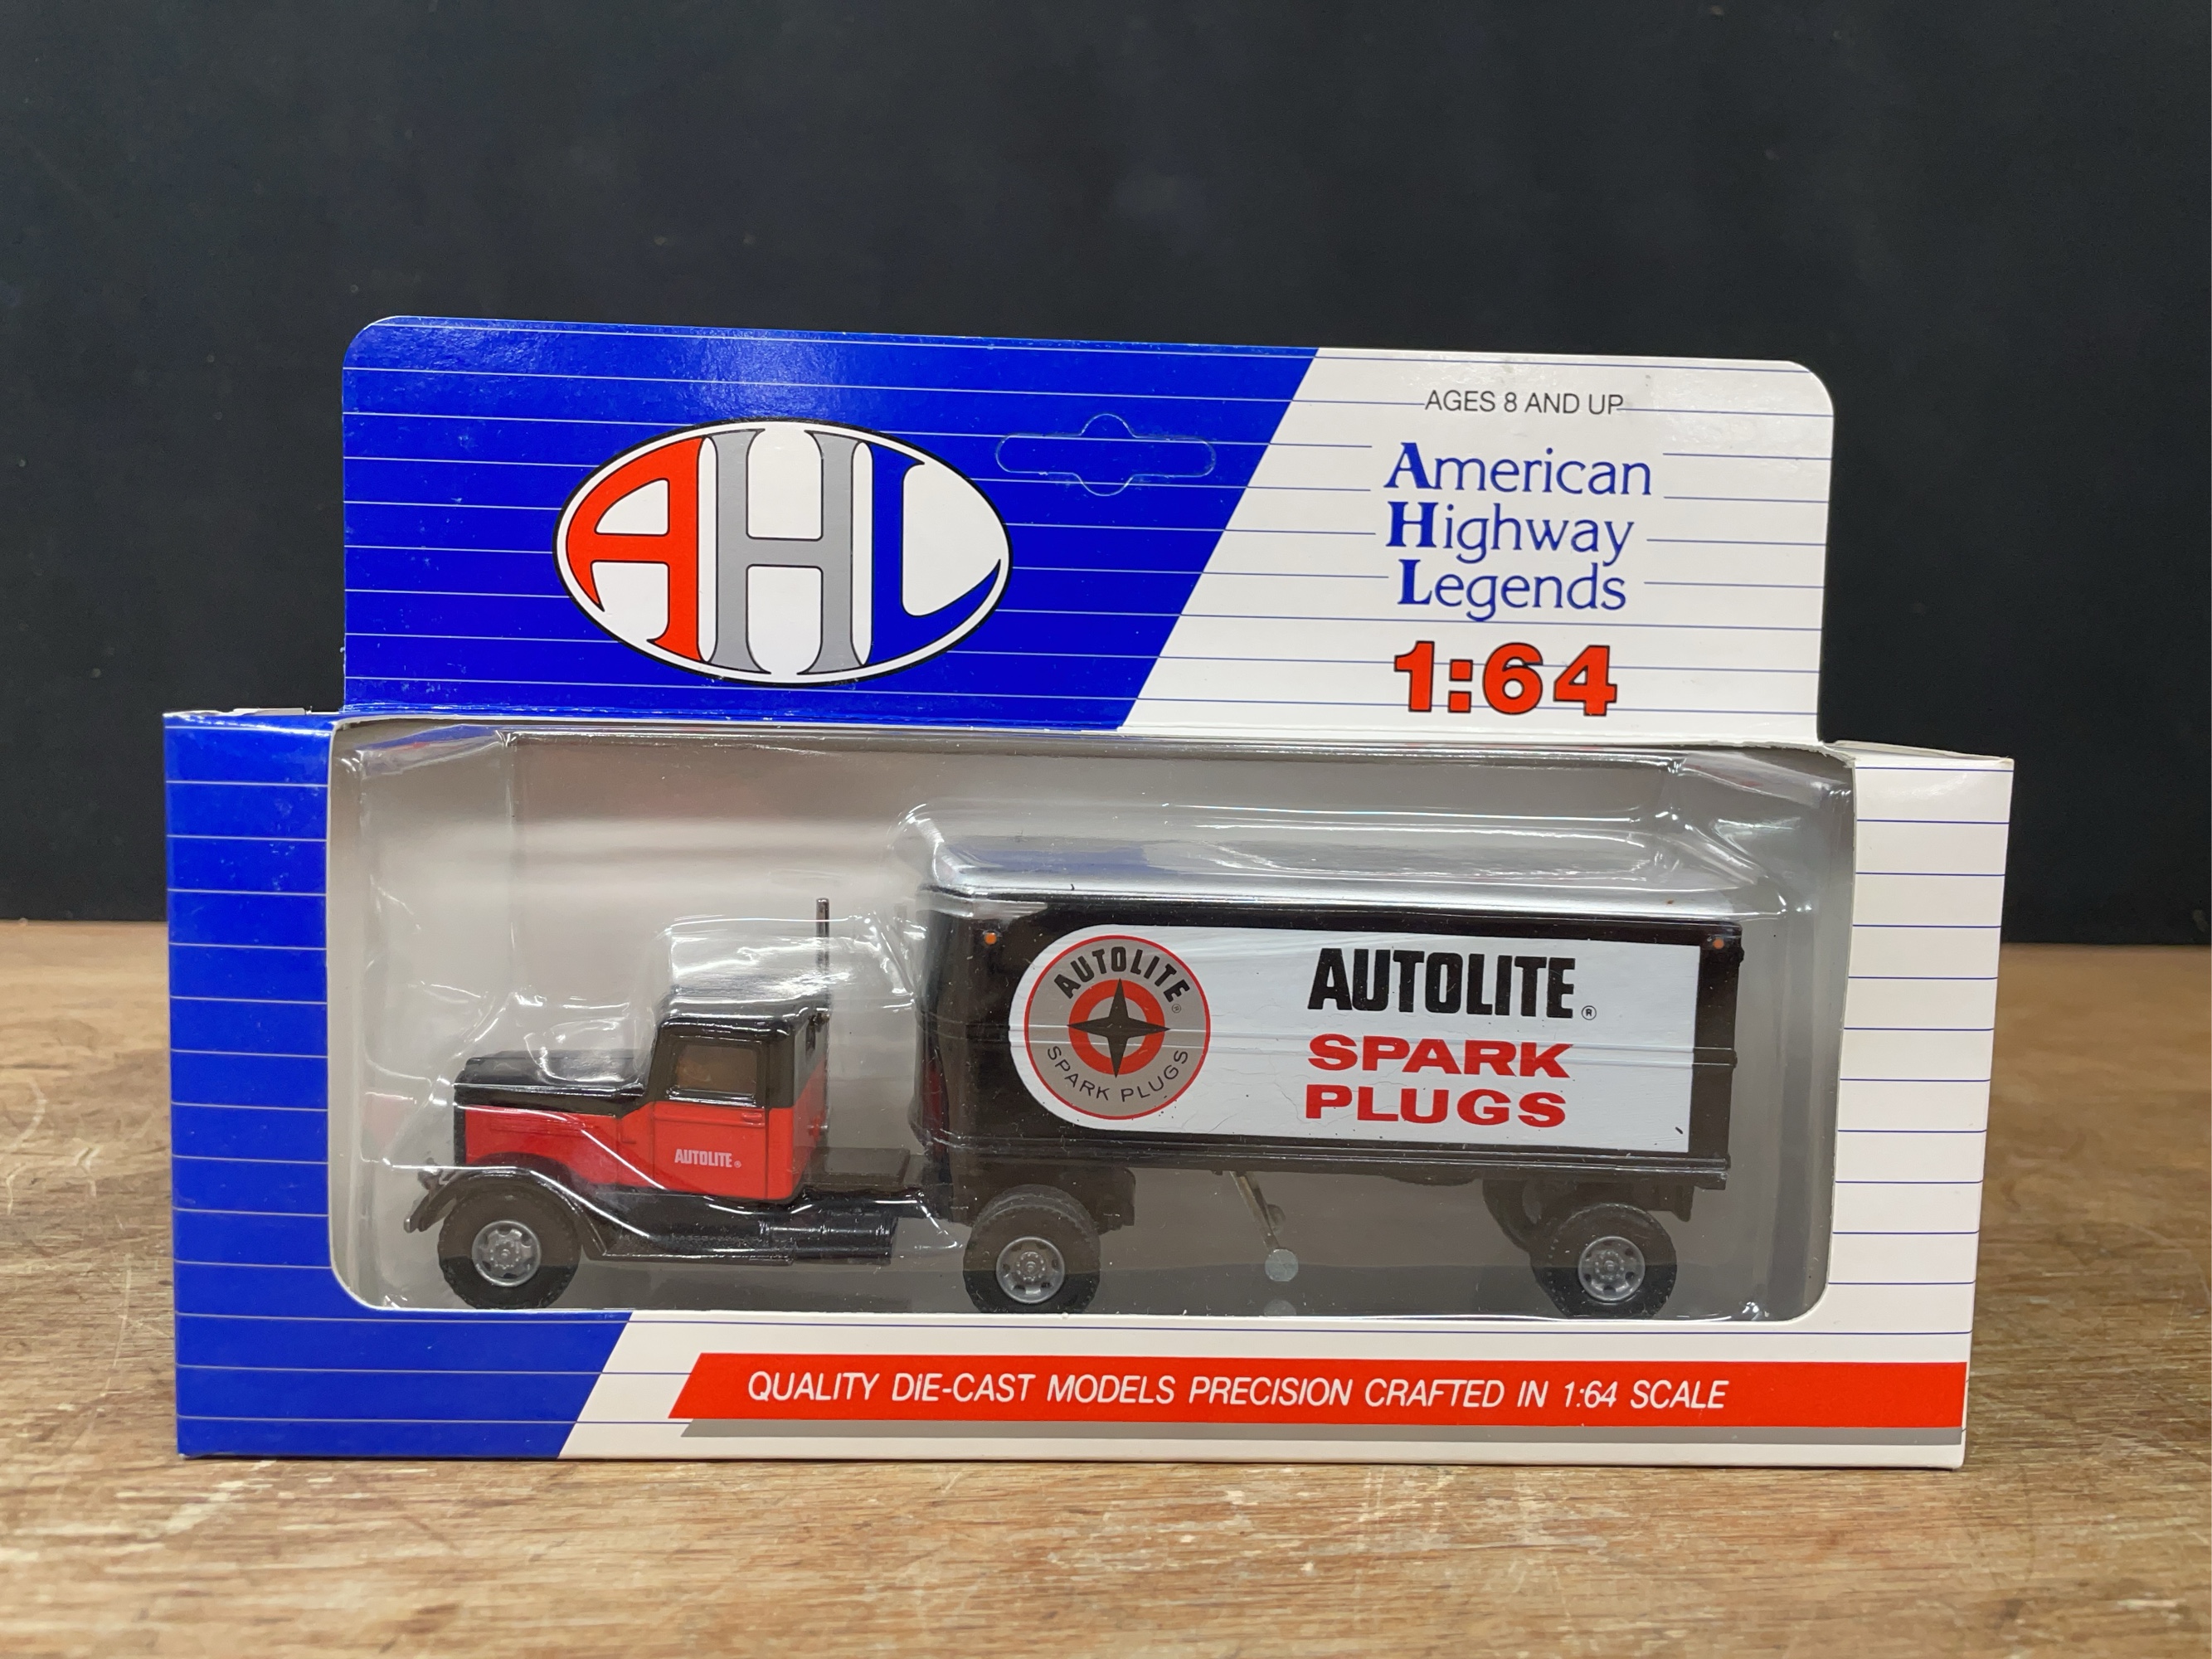 AHL
AGES 8 AND UP
American
Highway
Legends
1:64
AUTOLITE®
SPARK PLUGS
AUTOLITE®
SPARK
PLUGS
AUTOLITE®
QUALITY DIE-CAST MODELS PRECISION CRAFTED IN 1:64 SCALE